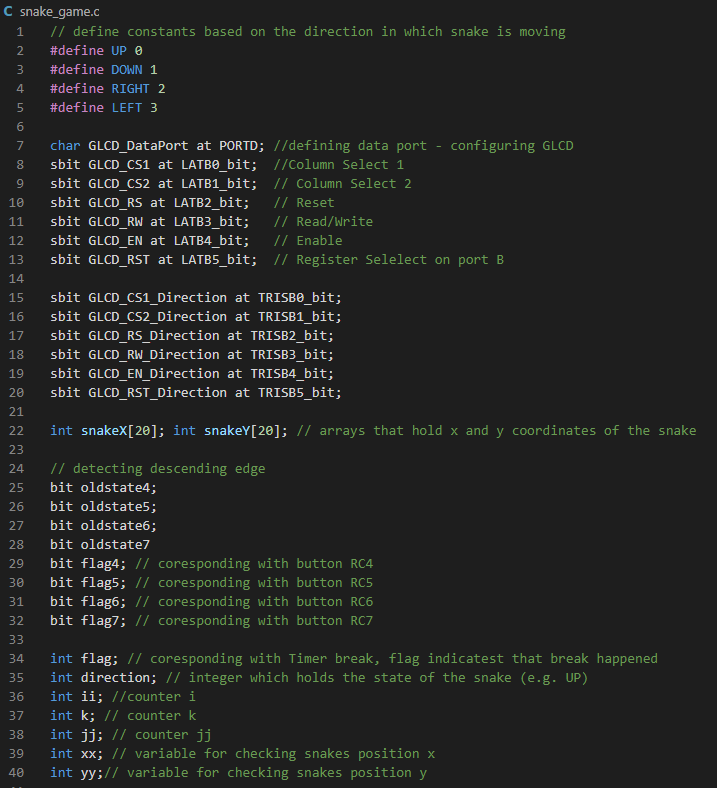 C snake_game.c
1 // define constants based on the direction in which snake is moving
2 #define UP 0
3 #define DOWN 1
4 #define RIGHT 2
5 #define LEFT 3
6
7 char GLCD_DataPort at PORTD; //defining data port - configuring GLCD
8 sbit GLCD_CS1 at LATB0_bit;  //Column Select 1
9 sbit GLCD_CS2 at LATB1_bit;  // Column Select 2
10 sbit GLCD_RS at LATB2_bit;   // Reset
11 sbit GLCD_RW at LATB3_bit;   // Read/Write
12 sbit GLCD_EN at LATB4_bit;   // Enable
13 sbit GLCD_RST at LATB5_bit;  // Register Selelect on port B
14
15 sbit GLCD_CS1_Direction at TRISB0_bit;
16 sbit GLCD_CS2_Direction at TRISB1_bit;
17 sbit GLCD_RS_Direction at TRISB2_bit;
18 sbit GLCD_RW_Direction at TRISB3_bit;
19 sbit GLCD_EN_Direction at TRISB4_bit;
20 sbit GLCD_RST_Direction at TRISB5_bit;
21
22 int snakeX[20]; int snakeY[20]; // arrays that hold x and y coordinates of the snake
23
24 // detecting descending edge
25 bit oldstate4;
26 bit oldstate5;
27 bit oldstate6;
28 bit oldstate7
29 bit flag4; // coresponding with button RC4
30 bit flag5; // coresponding with button RC5
31 bit flag6; // coresponding with button RC6
32 bit flag7; // coresponding with button RC7
33
34 int flag; // coresponding with Timer break, flag indicatest that break happened
35 int direction; // integer which holds the state of the snake (e.g. UP)
36 int ii; //counter i
37 int k; // counter k
38 int jj; // counter jj
39 int xx; // variable for checking snakes position x
40 int yy;// variable for checking snakes position y